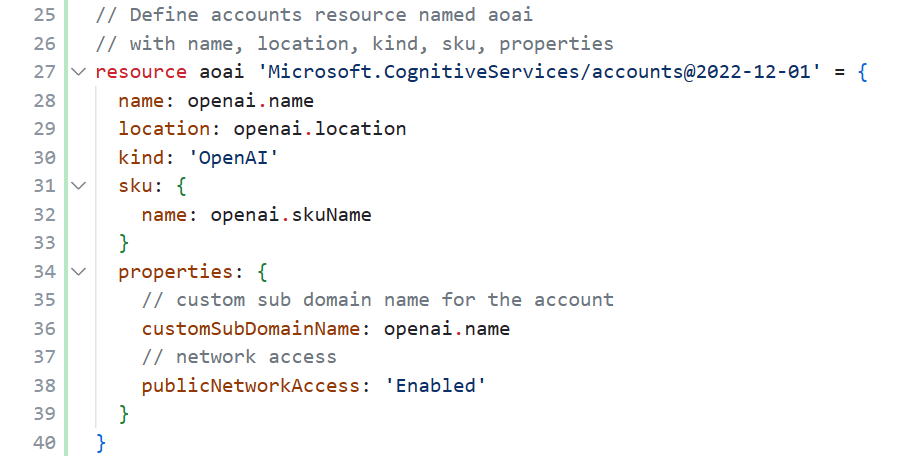 25 // Define accounts resource named aoai
26 // with name, location, kind, sku, properties
27 resource aoai 'Microsoft.CognitiveServices/accounts@2022-12-01' = {
28 name: openai.name
29 location: openai.location
30 kind: 'OpenAI'
31 sku: {
32 name: openai.skuName
33 }
34 properties: {
35 // custom sub domain name for the account
36 customSubDomainName: openai.name
37 // network access
38 publicNetworkAccess: 'Enabled'
39 }
40 }